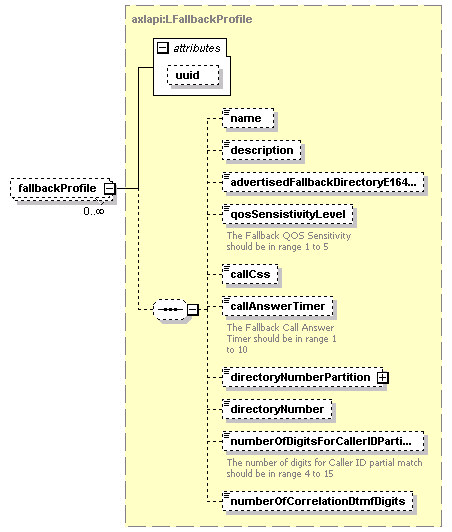 axlapi:LFallbackProfile
attributes
uuid
name
description
fallbackProfile
advertisedFallbackDirectoryE164...
0..∞
qosSensistivityLevel
The Fallback QOS Sensitivity
should be in range 1 to 5
callCss
callAnswerTimer
The Fallback Call Answer
Timer should be in range 1
to 10
directoryNumberPartition
directoryNumber
numberOfDigitsForCallerIDParti...
The number of digits for Caller ID partial match
should be in range 4 to 15
numberOfCorrelationDtmfDigits